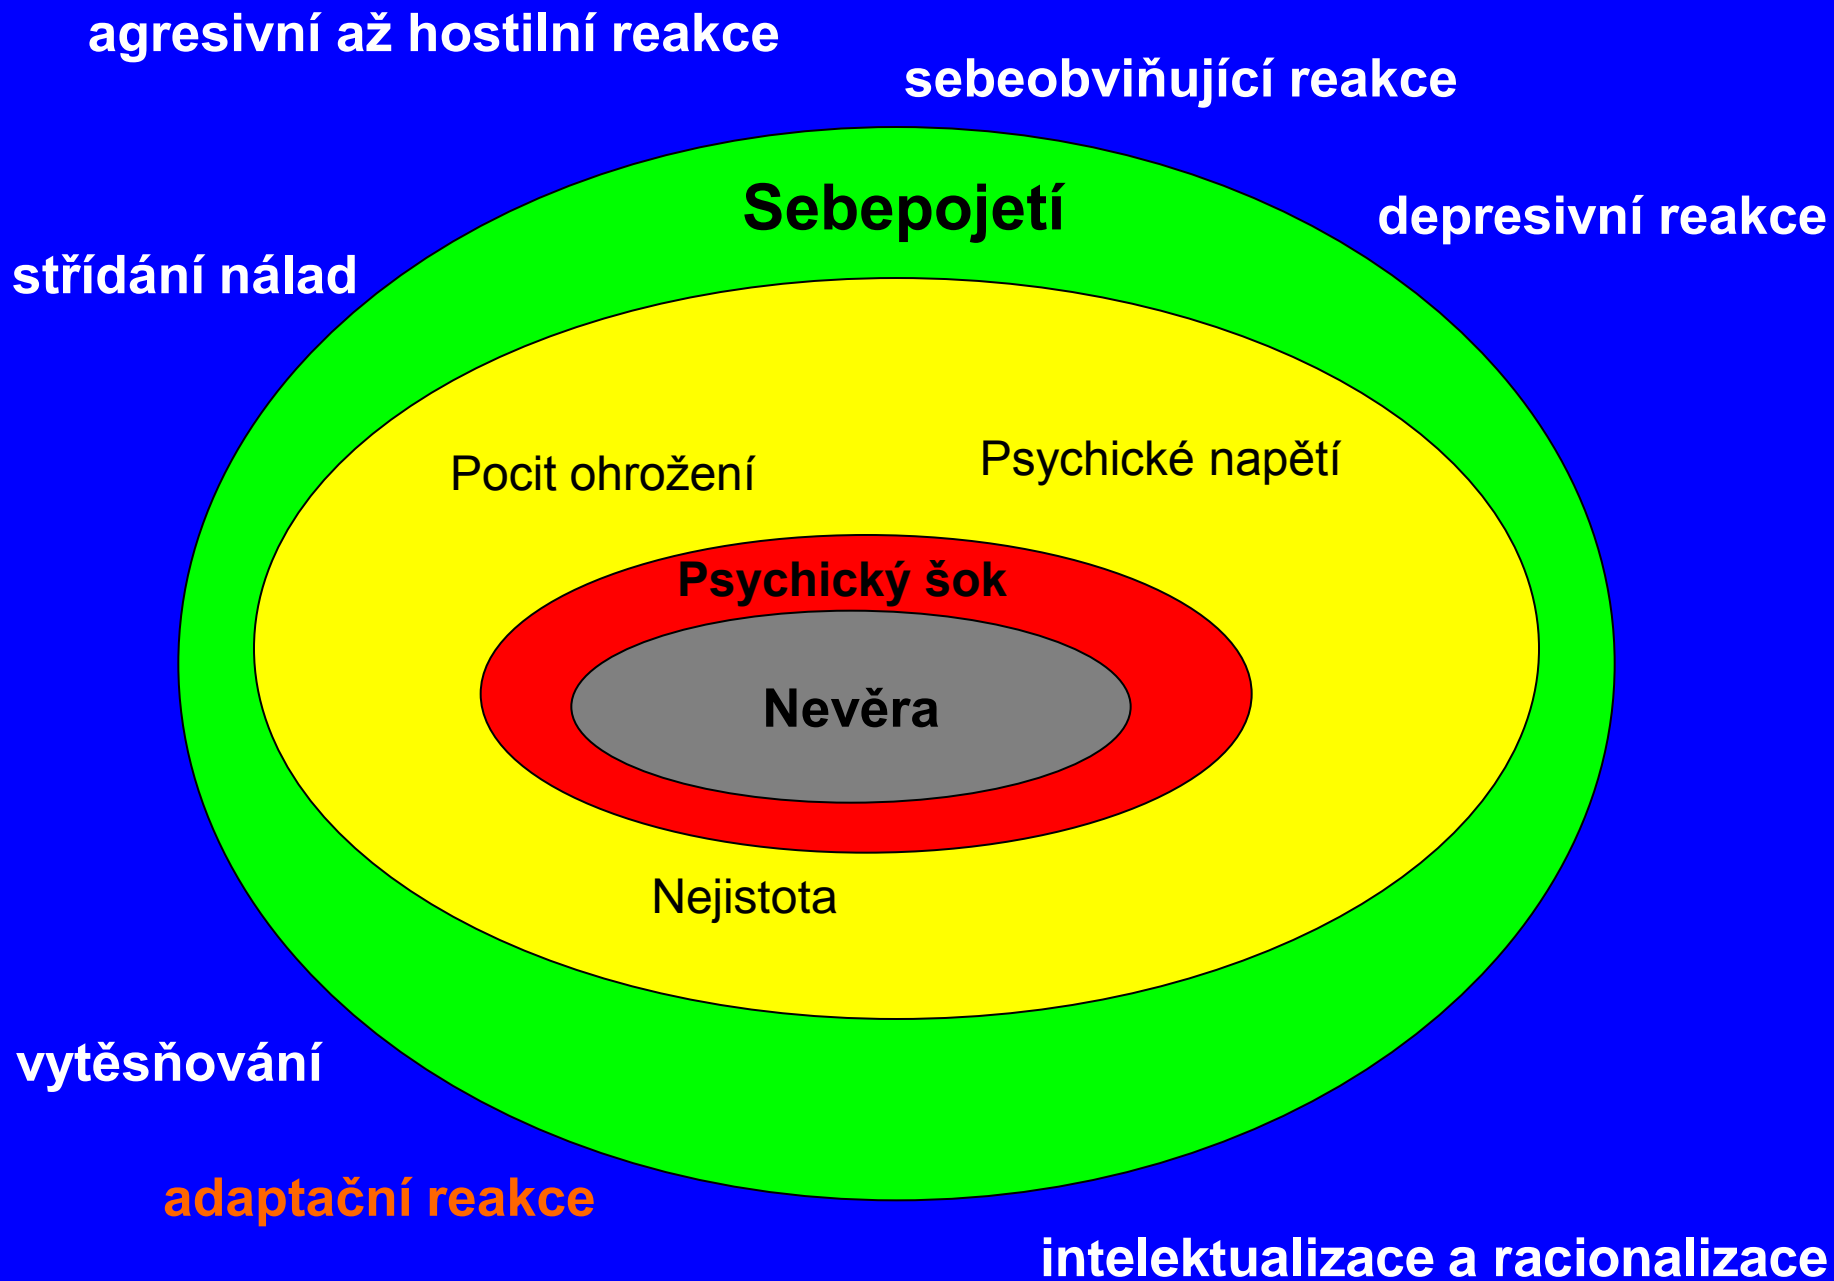 agresivní až hostilní reakce
sebeobviňující reakce
Sebepojetí
depresivní reakce
střídání nálad
Pocit ohrožení
Psychické napětí
Psychický šok
Nevěra
Nejistota
vytěsňování
adaptační reakce
intelektualizace a racionalizace